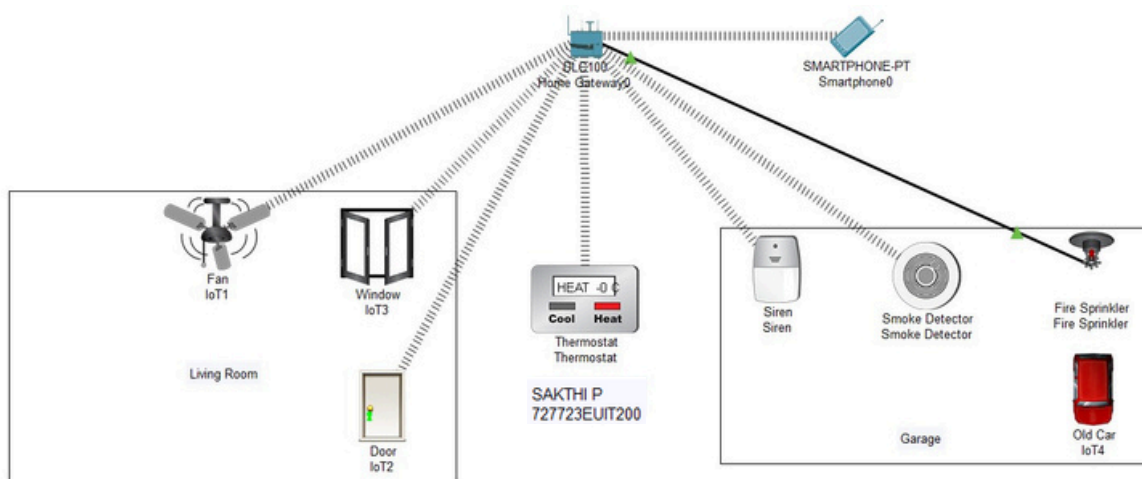 DLC100
Home Gateway0
SMARTPHONE-PT
Smartphone0
Fan
IoT1
Window
IoT3
Living Room
Door
IoT2
HEAT -0 C
Cool Heat
Thermostat
Thermostat
SAKTHI P
727723EUIT200
Siren
Siren
Smoke Detector
Smoke Detector
Fire Sprinkler
Fire Sprinkler
Garage
Old Car
IoT4